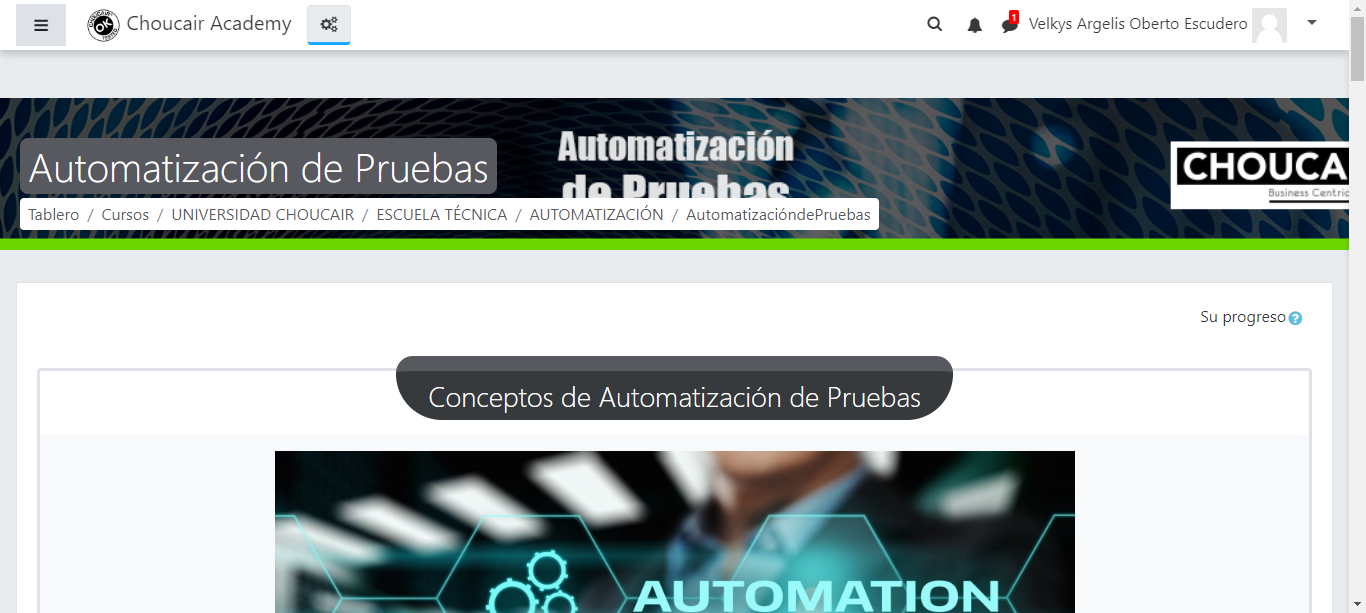 Choucair Academy
1
Velkys Argelis Oberto Escudero
Automatización
de Pruebas
Automatización de Pruebas
CHOUCA
Business Centric
Tablero / Cursos / UNIVERSIDAD CHOUCAIR / ESCUELA TÉCNICA / AUTOMATIZACIÓN / AutomatizacióndePruebas
Su progreso
Conceptos de Automatización de Pruebas
AUTOMATION